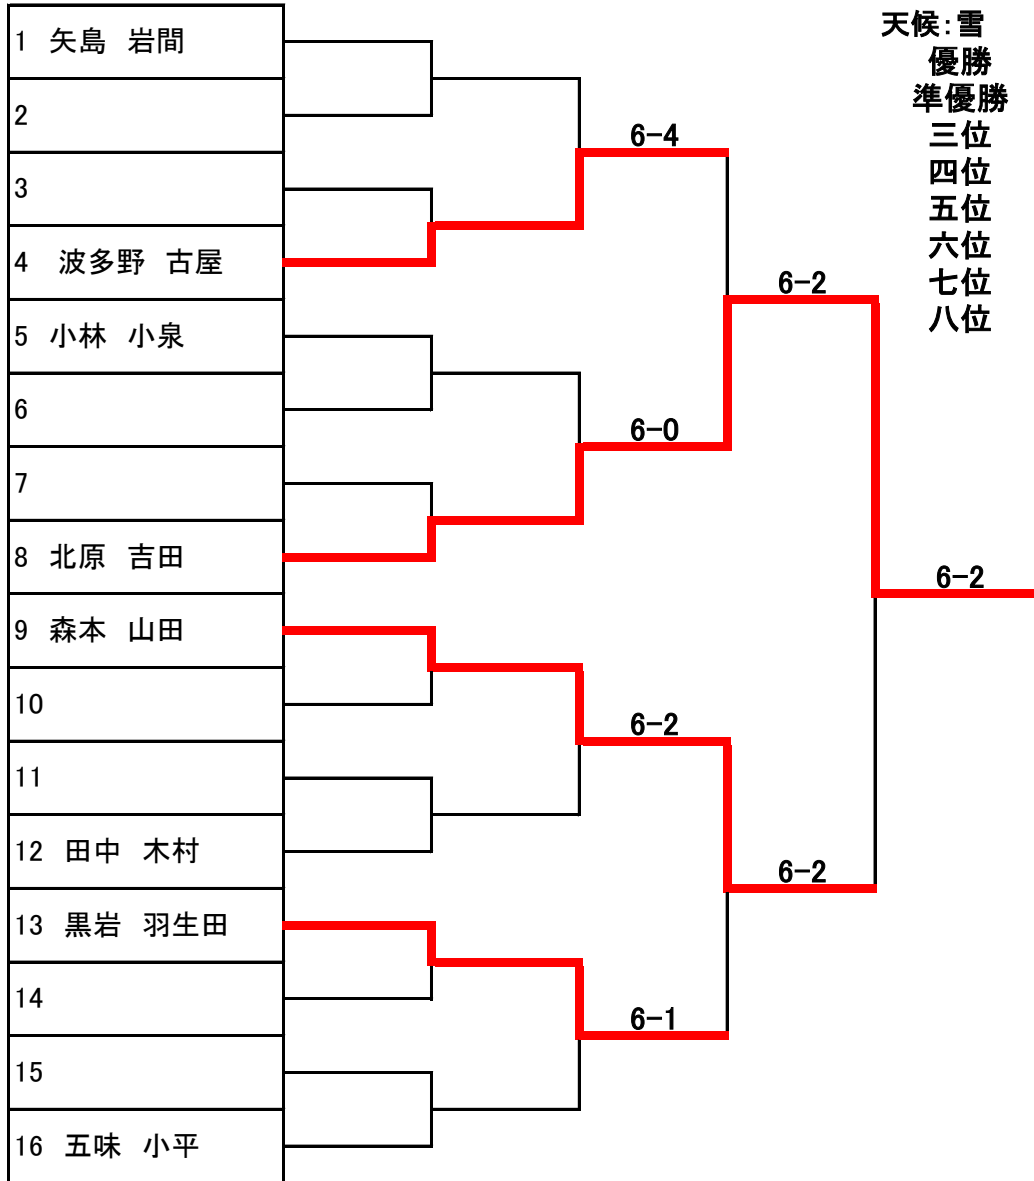 1 矢島 岩間
2
3
4 波多野 古屋
5 小林 小泉
6
7
8 北原 吉田
9 森本 山田
10
11
12 田中 木村
13 黒岩 羽生田
14
15
16 五味 小平
6-4
6-0
6-2
6-1
6-2
6-2
6-2
天候:雪
優勝
準優勝
三位
四位
五位
六位
七位
八位